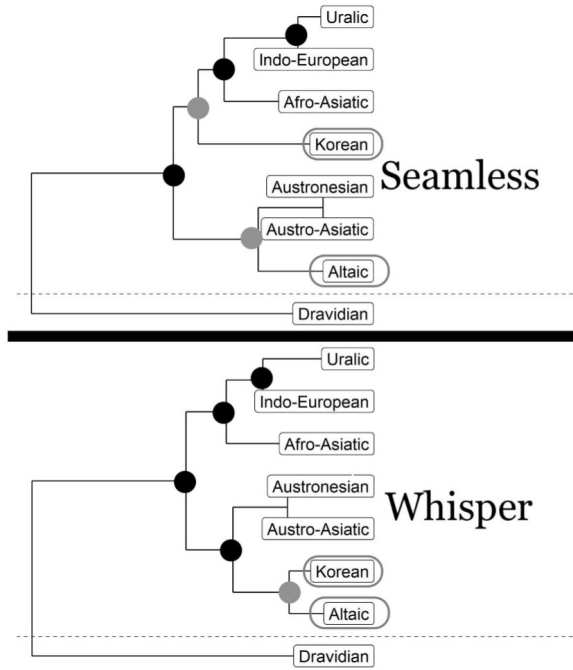 Uralic
Indo-European
Afro-Asiatic
Korean
Austronesian
Seamless
Austro-Asiatic
Altaic
Dravidian
Uralic
Indo-European
Afro-Asiatic
Austronesian
Whisper
Austro-Asiatic
Korean
Altaic
Dravidian